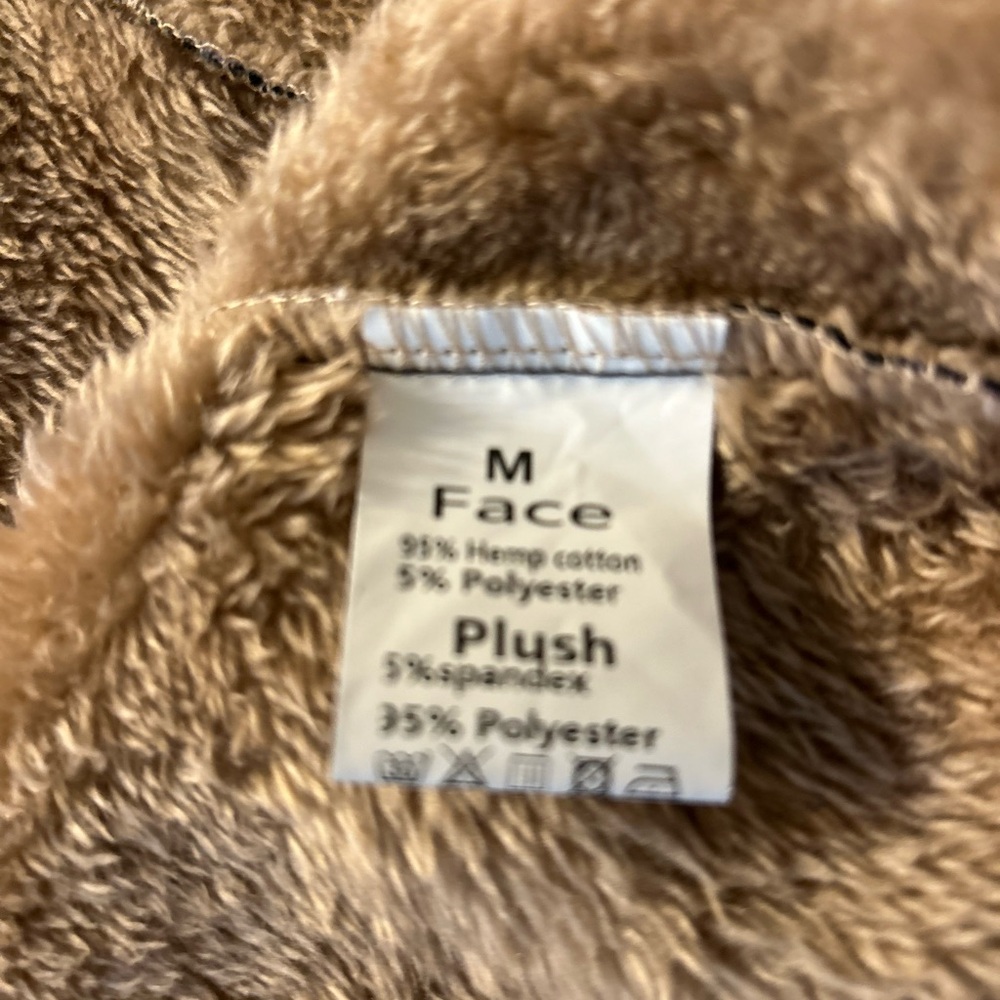 M
Face
95% Hemp cotton
5% Polyester
Plush
5%spandex
95% Polyester